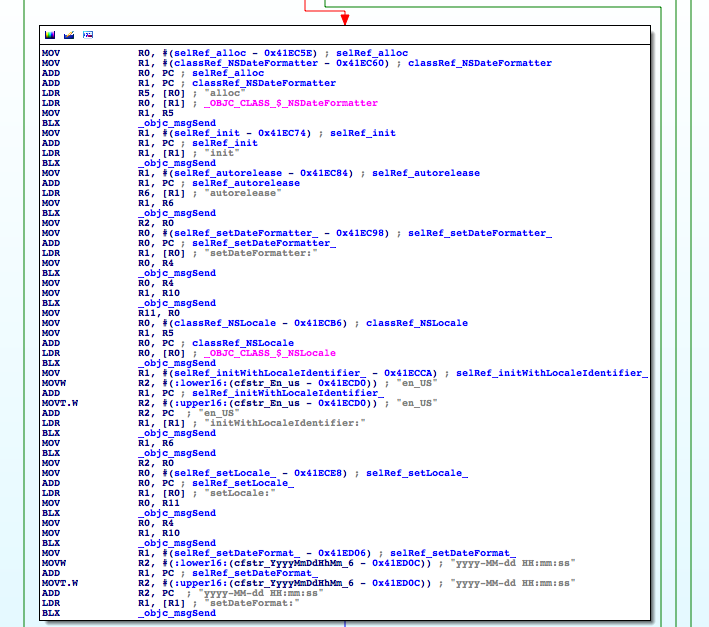 MOV R0, #(selRef_alloc - 0x41EC5E) ; selRef_alloc
MOV R1, #(classRef_NSDateFormatter - 0x41EC60) ; classRef_NSDateFormatter
ADD R0, PC ; selRef_alloc
ADD R1, PC ; classRef_NSDateFormatter
LDR R5, [R0] ; "alloc"
LDR R0, [R1] ; _OBJC_CLASS_$_NSDateFormatter
MOV R1, R5
BLX _objc_msgSend
MOV R1, #(selRef_init - 0x41EC74) ; selRef_init
ADD R1, PC ; selRef_init
LDR R1, [R1] ; "init"
BLX _objc_msgSend
MOV R1, #(selRef_autorelease - 0x41EC84) ; selRef_autorelease
ADD R1, PC ; selRef_autorelease
LDR R6, [R1] ; "autorelease"
MOV R1, R6
BLX _objc_msgSend
MOV R2, R0
MOV R0, #(selRef_setDateFormatter_ - 0x41EC98) ; selRef_setDateFormatter_
ADD R0, PC ; selRef_setDateFormatter_
LDR R1, [R0] ; "setDateFormatter:"
MOV R0, R4
BLX _objc_msgSend
MOV R0, R4
MOV R1, R10
BLX _objc_msgSend
MOV R11, R0
MOV R0, #(classRef_NSLocale - 0x41ECB6) ; classRef_NSLocale
MOV R1, R5
ADD R0, PC ; classRef_NSLocale
LDR R0, [R0] ; _OBJC_CLASS_$_NSLocale
BLX _objc_msgSend
MOV R1, #(selRef_initWithLocaleIdentifier_ - 0x41ECCA) ; selRef_initWithLocaleIdentifier_
MOVW R2, #(:lower16:(cfstr_En_us - 0x41ECD0)) ; "en_US"
ADD R1, PC ; selRef_initWithLocaleIdentifier_
MOVT.W R2, #(:upper16:(cfstr_En_us - 0x41ECD0)) ; "en_US"
ADD R2, PC ; "en_US"
LDR R1, [R1] ; "initWithLocaleIdentifier:"
BLX _objc_msgSend
MOV R1, R6
BLX _objc_msgSend
MOV R2, R0
MOV R0, #(selRef_setLocale_ - 0x41ECE8) ; selRef_setLocale_
ADD R0, PC ; selRef_setLocale_
LDR R1, [R0] ; "setLocale:"
MOV R0, R11
BLX _objc_msgSend
MOV R0, R4
MOV R1, R10
BLX _objc_msgSend
MOV R1, #(selRef_setDateFormat_ - 0x41ED06) ; selRef_setDateFormat_
MOVW R2, #(:lower16:(cfstr_YyyyMmDdHhMm_6 - 0x41ED0C)) ; "yyyy-MM-dd HH:mm:ss"
ADD R1, PC ; selRef_setDateFormat_
MOVT.W R2, #(:upper16:(cfstr_YyyyMmDdHhMm_6 - 0x41ED0C)) ; "yyyy-MM-dd HH:mm:ss"
ADD R2, PC ; "yyyy-MM-dd HH:mm:ss"
LDR R1, [R1] ; "setDateFormat:"
BLX _objc_msgSend